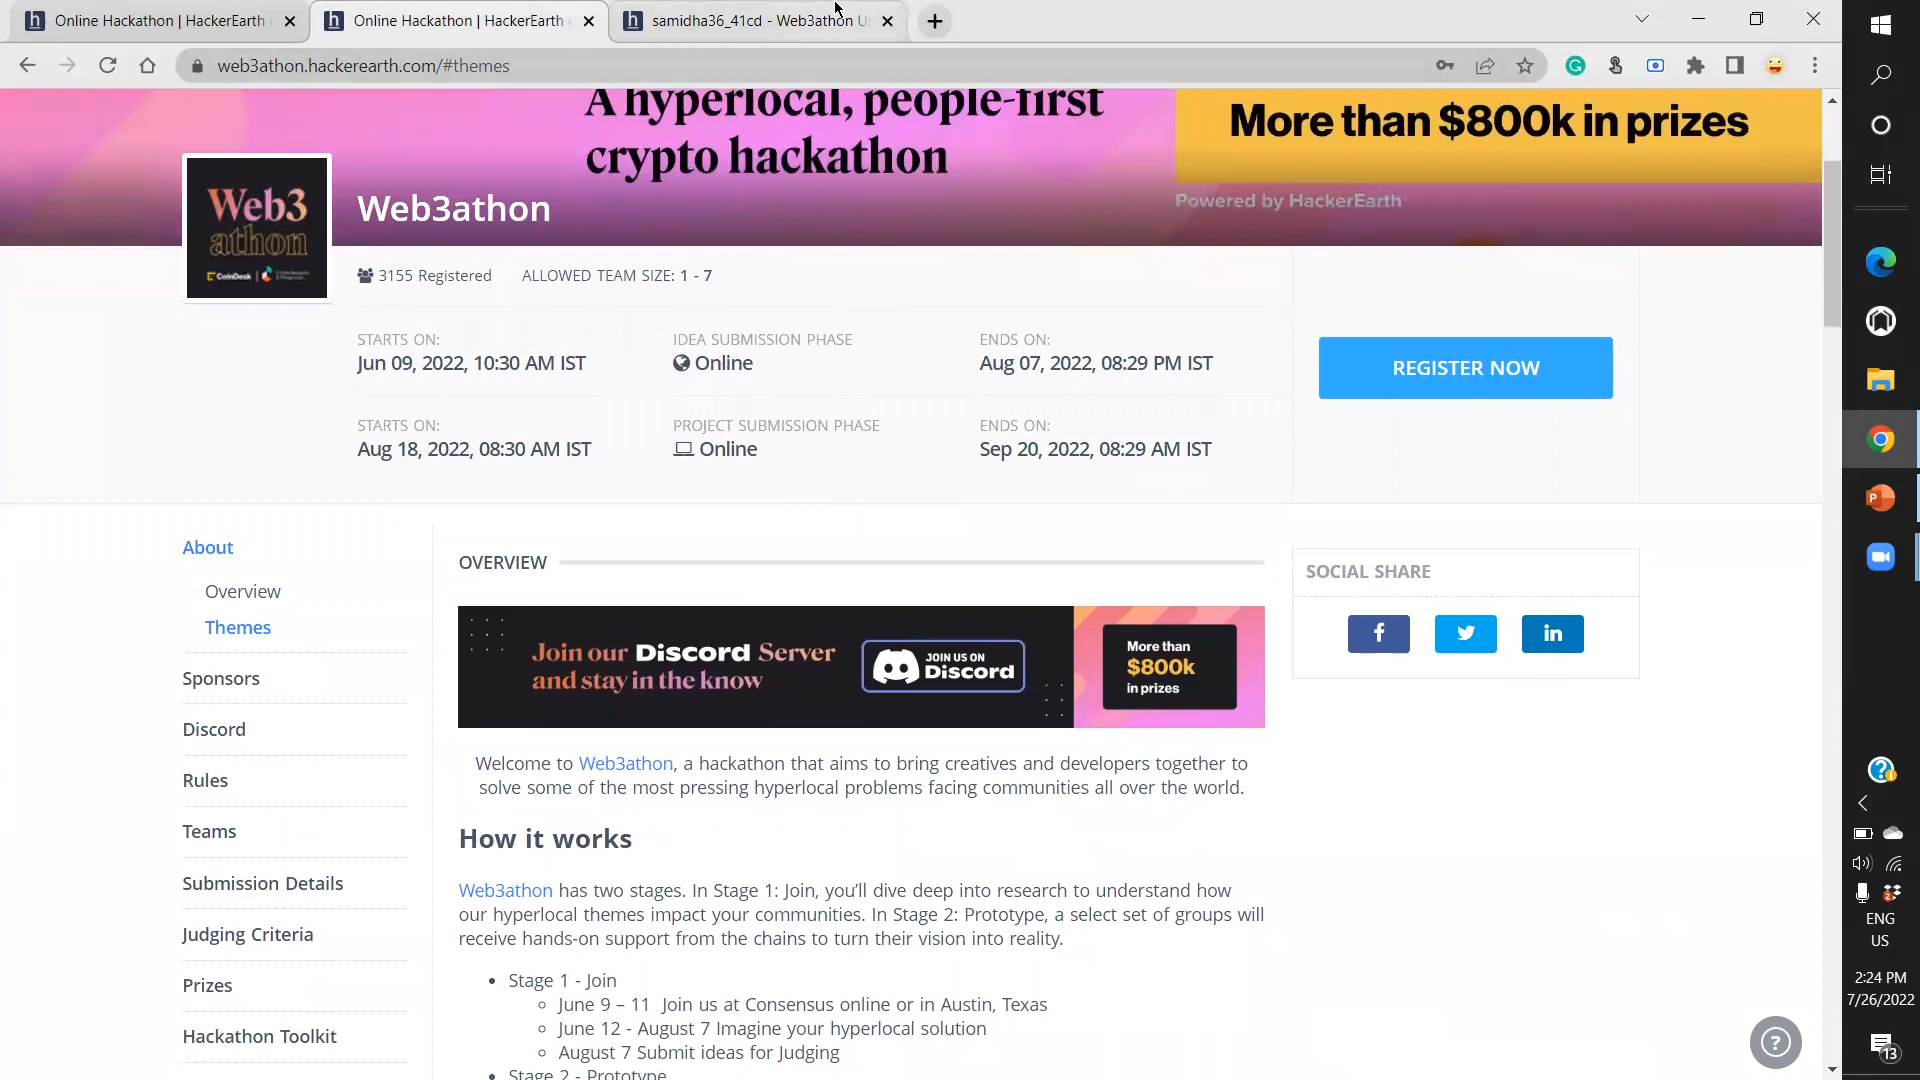 Online Hackathon | HackerEarth
Online Hackathon | HackerEarth
samidha36_41cd - Web3athon U
web3athon.hackerearth.com/#themes
A hyperlocal, people-first
crypto hackathon
More than $800k in prizes
Powered by HackerEarth
Web3
athon
CoinDesk
Web3athon
3155 Registered
ALLOWED TEAM SIZE: 1 - 7
STARTS ON:
Jun 09, 2022, 10:30 AM IST
IDEA SUBMISSION PHASE
Online
ENDS ON:
Aug 07, 2022, 08:29 PM IST
REGISTER NOW
STARTS ON:
Aug 18, 2022, 08:30 AM IST
PROJECT SUBMISSION PHASE
Online
ENDS ON:
Sep 20, 2022, 08:29 AM IST
About
Overview
Themes
Sponsors
Discord
Rules
Teams
Submission Details
Judging Criteria
Prizes
Hackathon Toolkit
OVERVIEW
Join our Discord Server
and stay in the know
JOIN US ON
Discord
More than
$800k
in prizes
Welcome to Web3athon, a hackathon that aims to bring creatives and developers together to
solve some of the most pressing hyperlocal problems facing communities all over the world.
How it works
Web3athon has two stages. In Stage 1: Join, you'll dive deep into research to understand how
our hyperlocal themes impact your communities. In Stage 2: Prototype, a select set of groups will
receive hands-on support from the chains to turn their vision into reality.
Stage 1 - Join
June 9 – 11 Join us at Consensus online or in Austin, Texas
June 12 - August 7 Imagine your hyperlocal solution
August 7 Submit ideas for Judging
Stage 2 - Prototype
SOCIAL SHARE
ENG
US
2:24 PM
7/26/2022
13